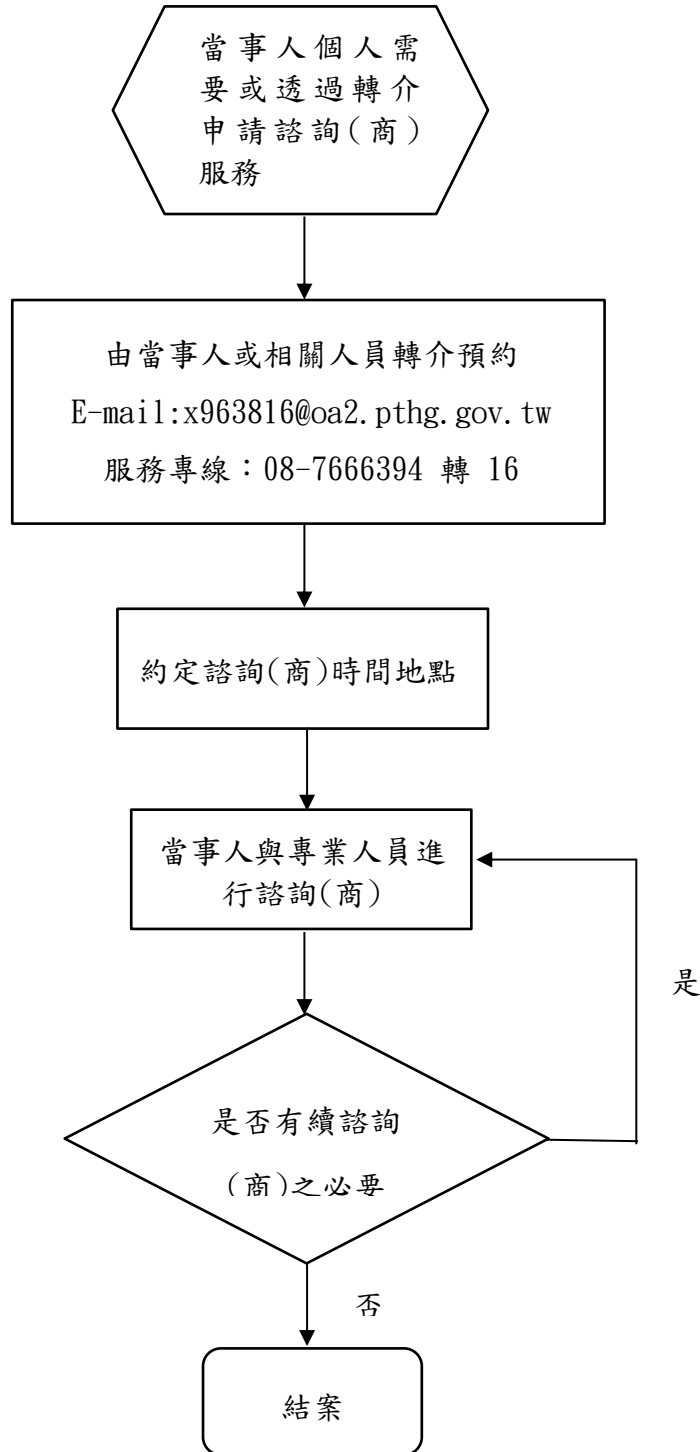 當事人個人需
要或透過轉介
申請諮詢(商)
服務
由當事人或相關人員轉介預約
E-mail:x963816@oa2.pthg.gov.tw
服務專線：08-7666394 轉 16
約定諮詢(商)時間地點
當事人與專業人員進
行諮詢(商)
是
是否有續諮詢
(商)之必要
否
結案